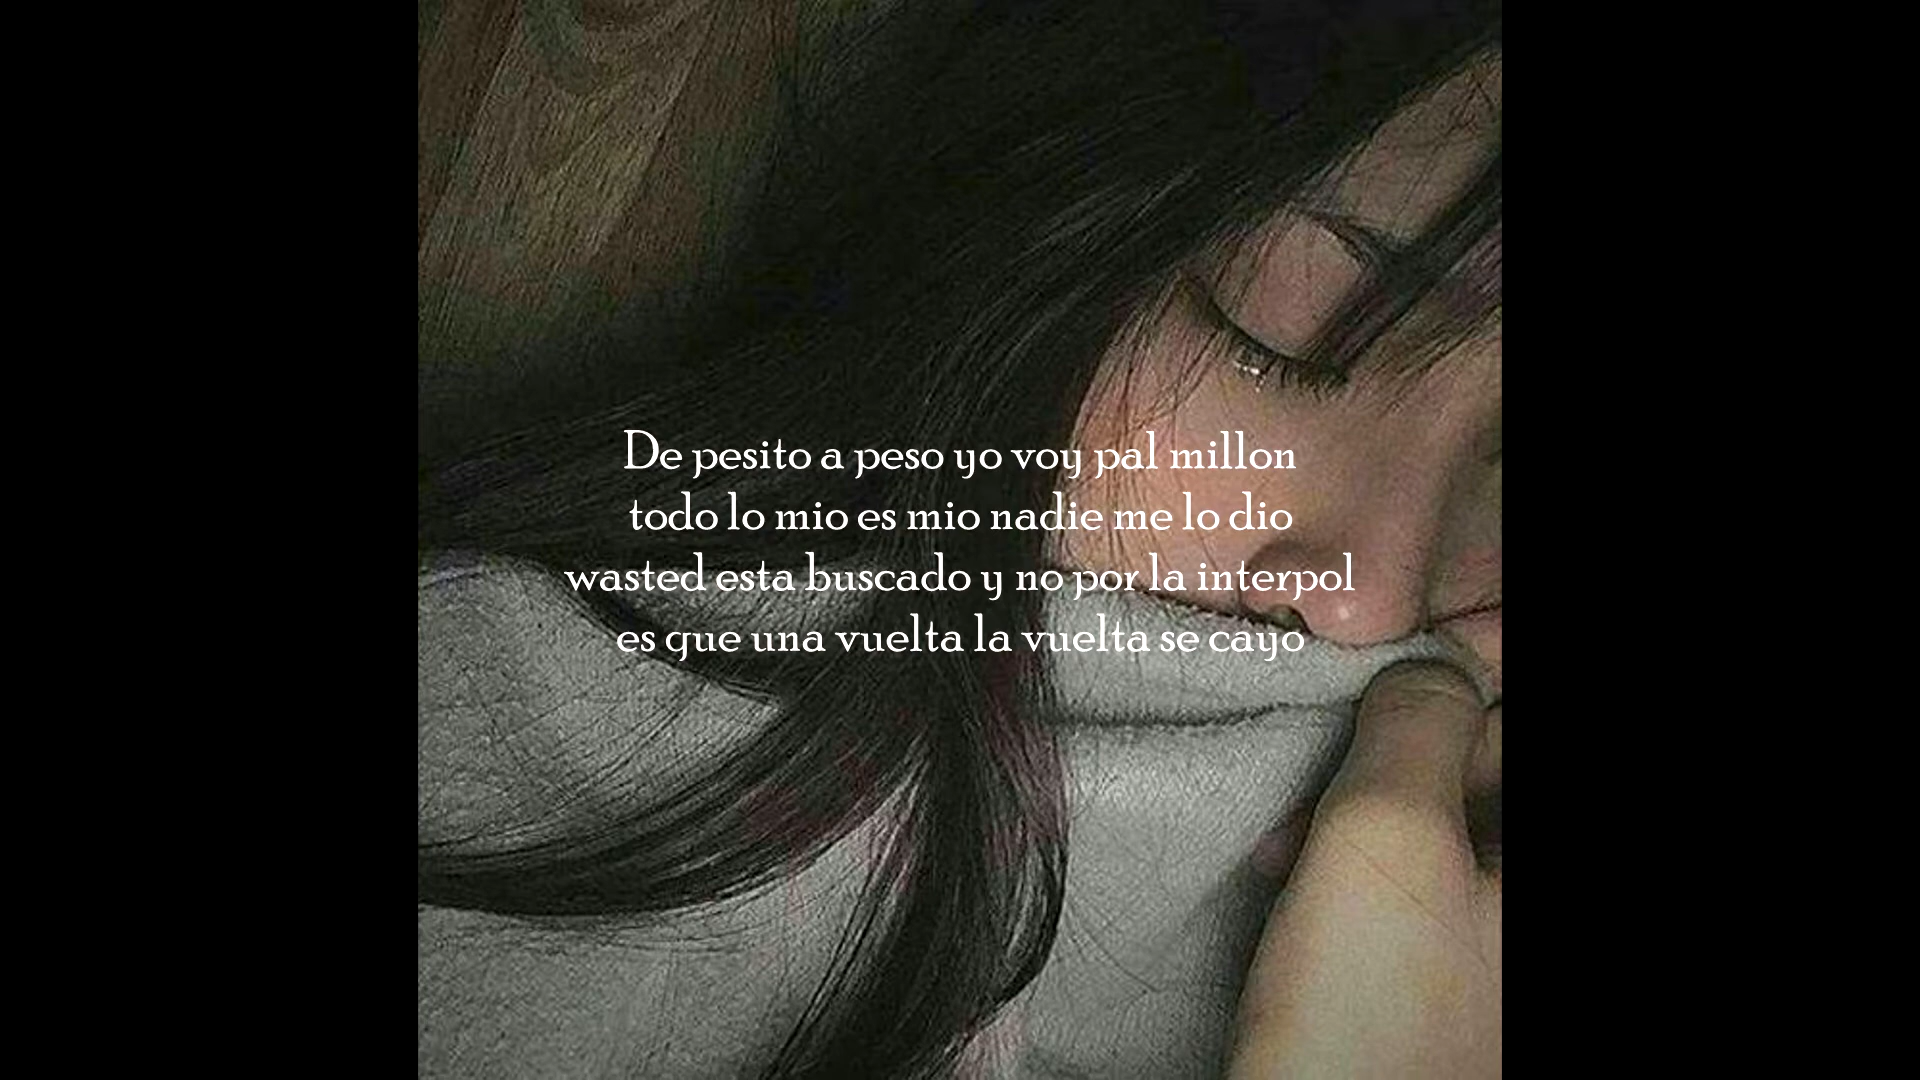 De pesito a peso yo voy pal millon
todo lo mio es mio nadie me lo dio
wasted esta buscado y no por la interpol
es que una vuelta la vuelta se cayo